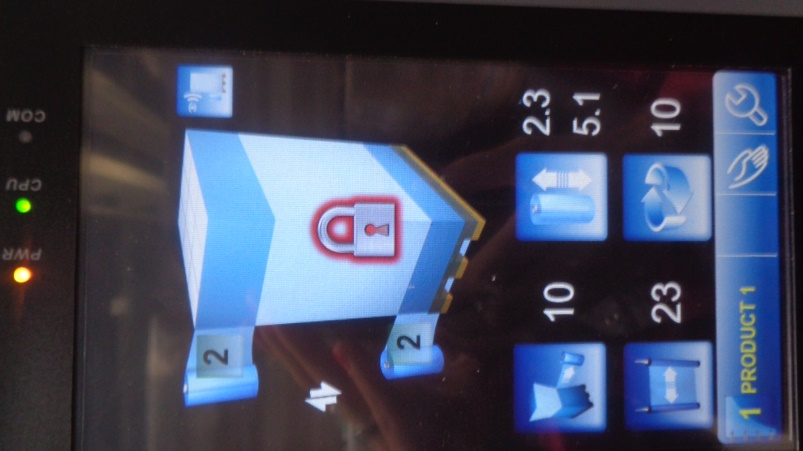 PWR CPU COM
2
2
10 2.3
5.1
23 10
1 PRODUCT 1